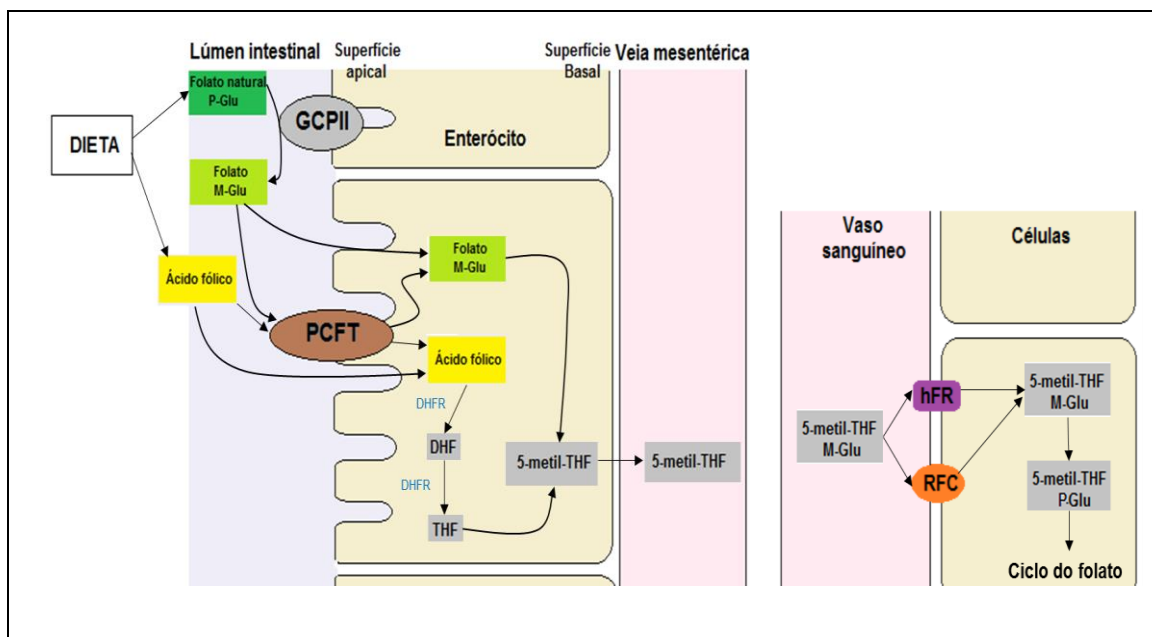 Lúmen intestinal
Superfície
apical
Superfície
Basal
Veia mesentérica
DIETA
Folato natural
P-Glu
GCPII
Enterócito
Folato
M-Glu
Ácido fólico
PCFT
Folato
M-Glu
Ácido fólico
DHFR
DHF
DHFR
THF
5-metil-THF
5-metil-THF
Vaso
sanguíneo
Células
5-metil-THF
M-Glu
hFR
RFC
5-metil-THF
M-Glu
5-metil-THF
P-Glu
Ciclo do folato